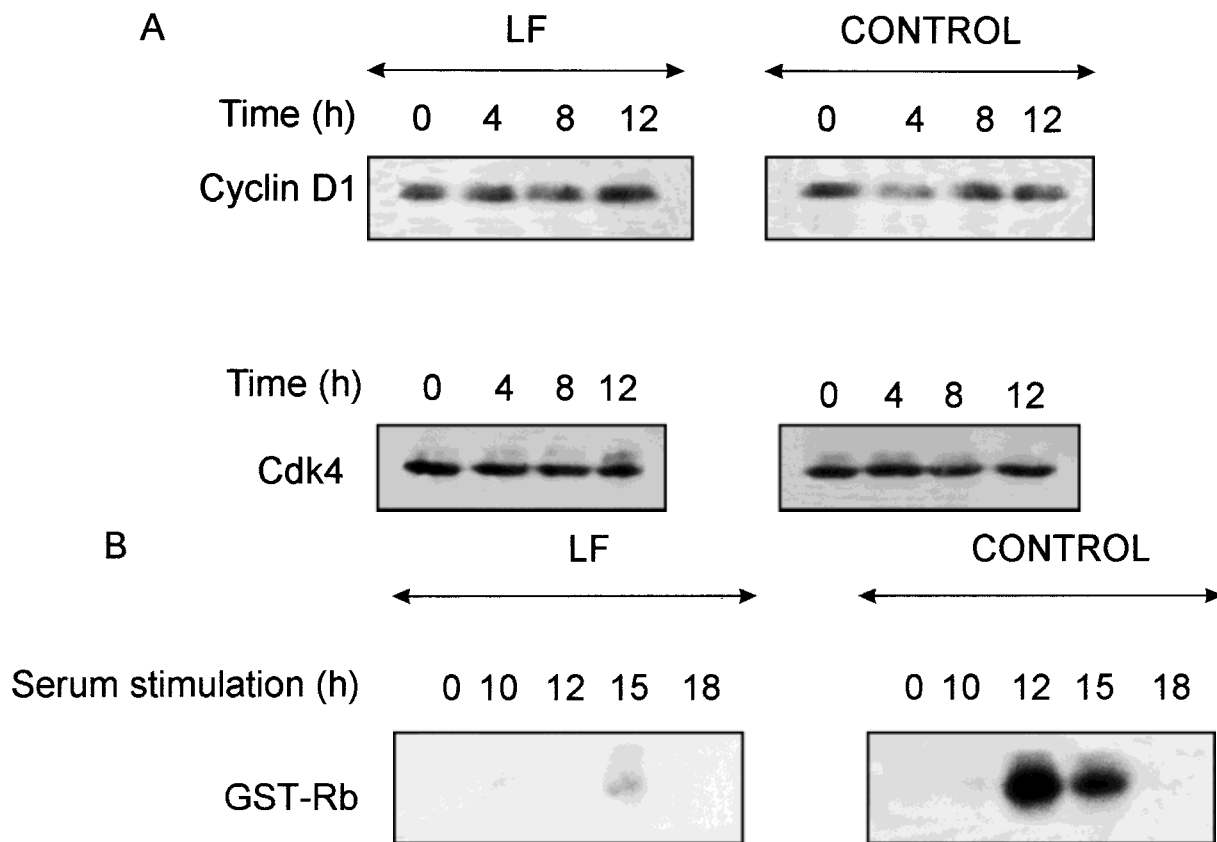 A
LF CONTROL
Time (h) 0 4 8 12 0 4 8 12
Cyclin D1
Time (h) 0 4 8 12 0 4 8 12
Cdk4
B
LF CONTROL
Serum stimulation (h) 0 10 12 15 18 0 10 12 15 18
GST-Rb